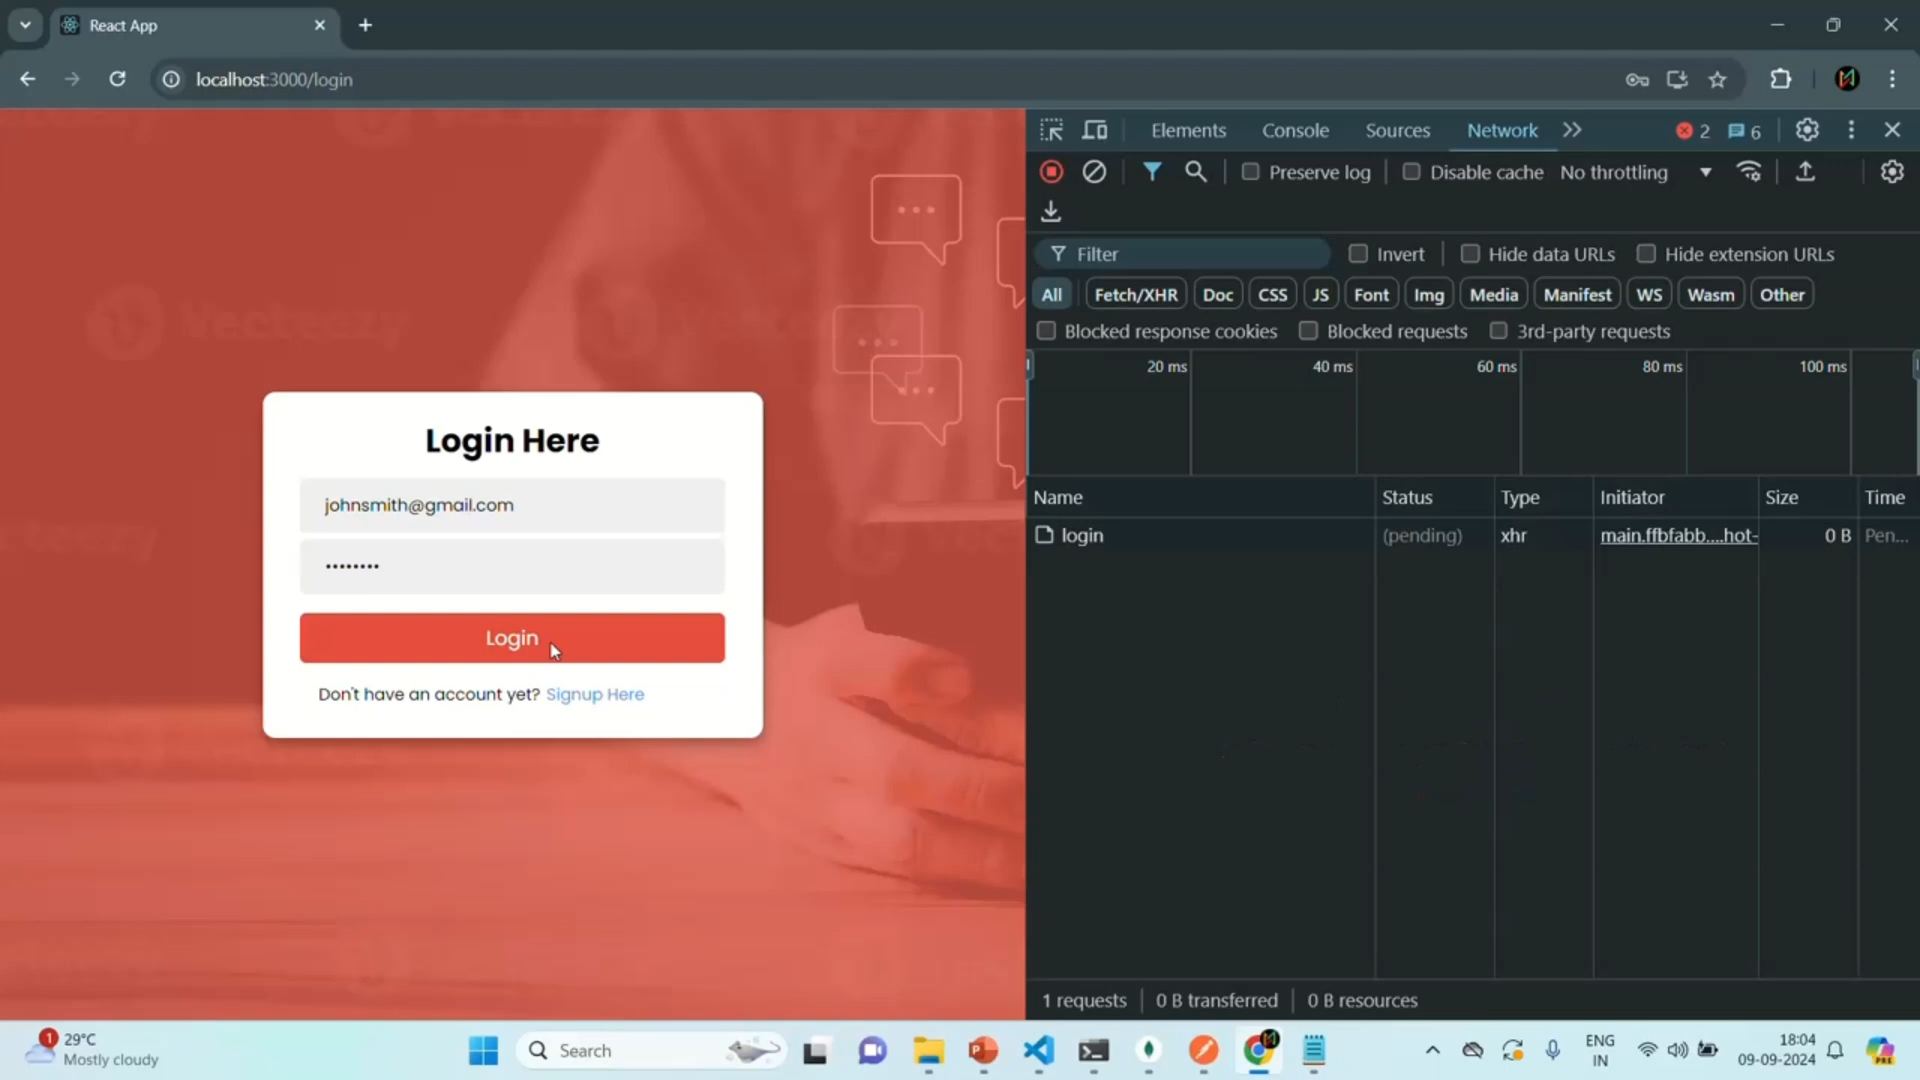 React App
localhost:3000/login
Elements Console Sources Network 2 6
Preserve log Disable cache No throttling
Filter Invert Hide data URLs Hide extension URLs
All Fetch/XHR Doc CSS JS Font Img Media Manifest WS Wasm Other
Blocked response cookies Blocked requests 3rd-party requests
20 ms 40 ms 60 ms 80 ms 100 ms
Name Status Type Initiator Size Time
login (pending) xhr main.ffbfabb....hot- 0 B Pen...
1 requests 0 B transferred 0 B resources
Vecteezy
Login Here
johnsmith@gmail.com
••••••••
Login
Don't have an account yet? Signup Here
1 29°C
Mostly cloudy
Search
ENG
IN
18:04
09-09-2024
PRE